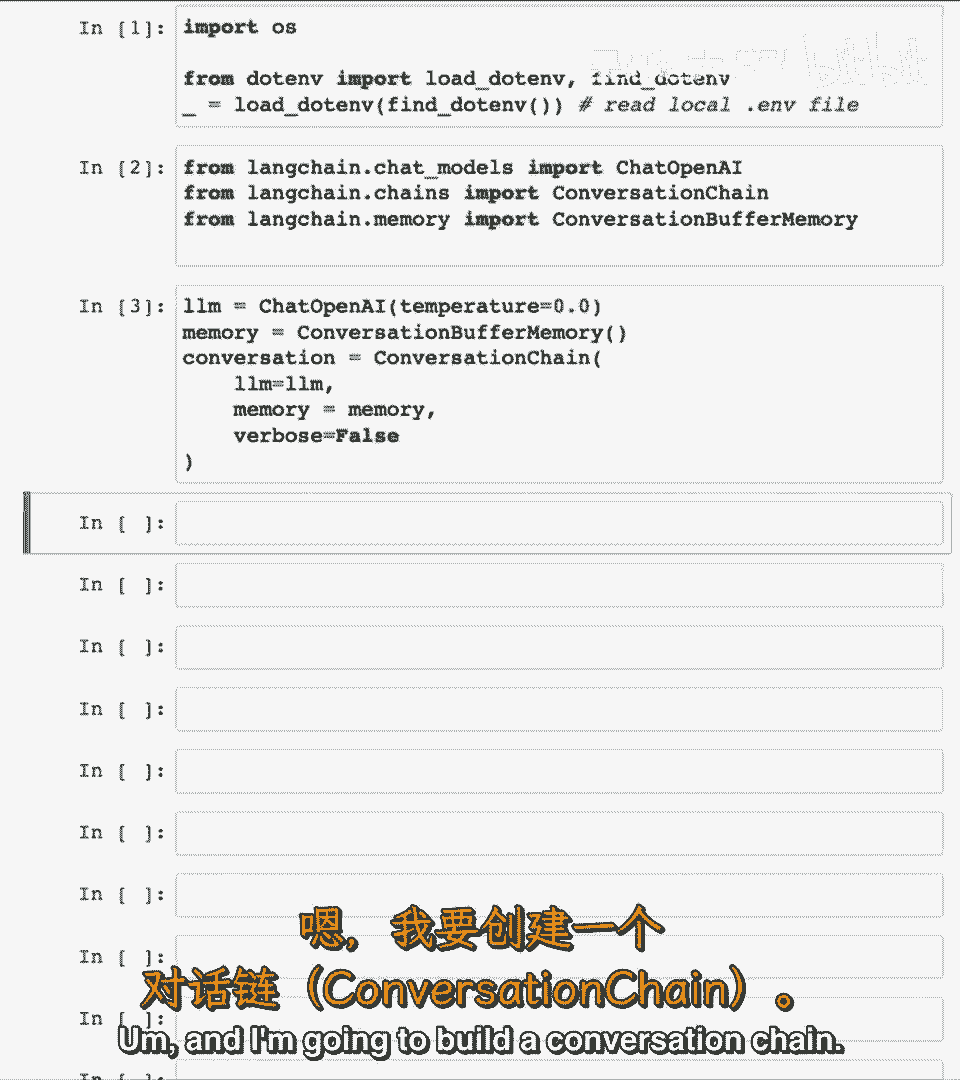 In [1]: import os
from dotenv import load_dotenv, find_dotenv
_ = load_dotenv(find_dotenv()) # read local .env file
In [2]: from langchain.chat_models import ChatOpenAI
from langchain.chains import ConversationChain
from langchain.memory import ConversationBufferMemory
In [3]: llm = ChatOpenAI(temperature=0.0)
memory = ConversationBufferMemory()
conversation = ConversationChain(
    llm=llm,
    memory = memory,
    verbose=False
)
In [ ]:
In [ ]:
In [ ]:
In [ ]:
In [ ]:
In [ ]:
In [ ]:
嗯，我要创建一个
In [ ]:
对话链（ConversationChain）。
In [ ]:
Um, and I'm going to build a conversation chain.
In [ ]: